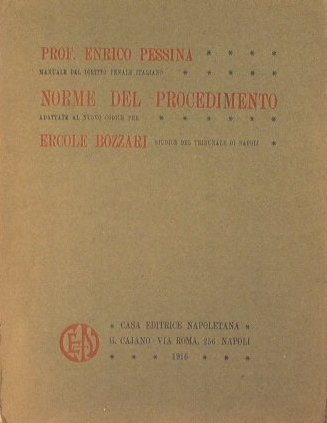 PROF. ENRICO PESSINA * * * *
MANUALE DEL DIRITTO PENALE ITALIANO * * * * *
NORME DEL PROCEDIMENTO
ADATTATE AL NUOVO CODICE PER * * * * * *
ERCOLE BOZZARI GIUDICE DEL TRIBUNALE DI NAPOLI *
* CASA EDITRICE NAPOLETANA *
G. CAJANO - VIA ROMA, 256 - NAPOLI
* * * 1916 * * *